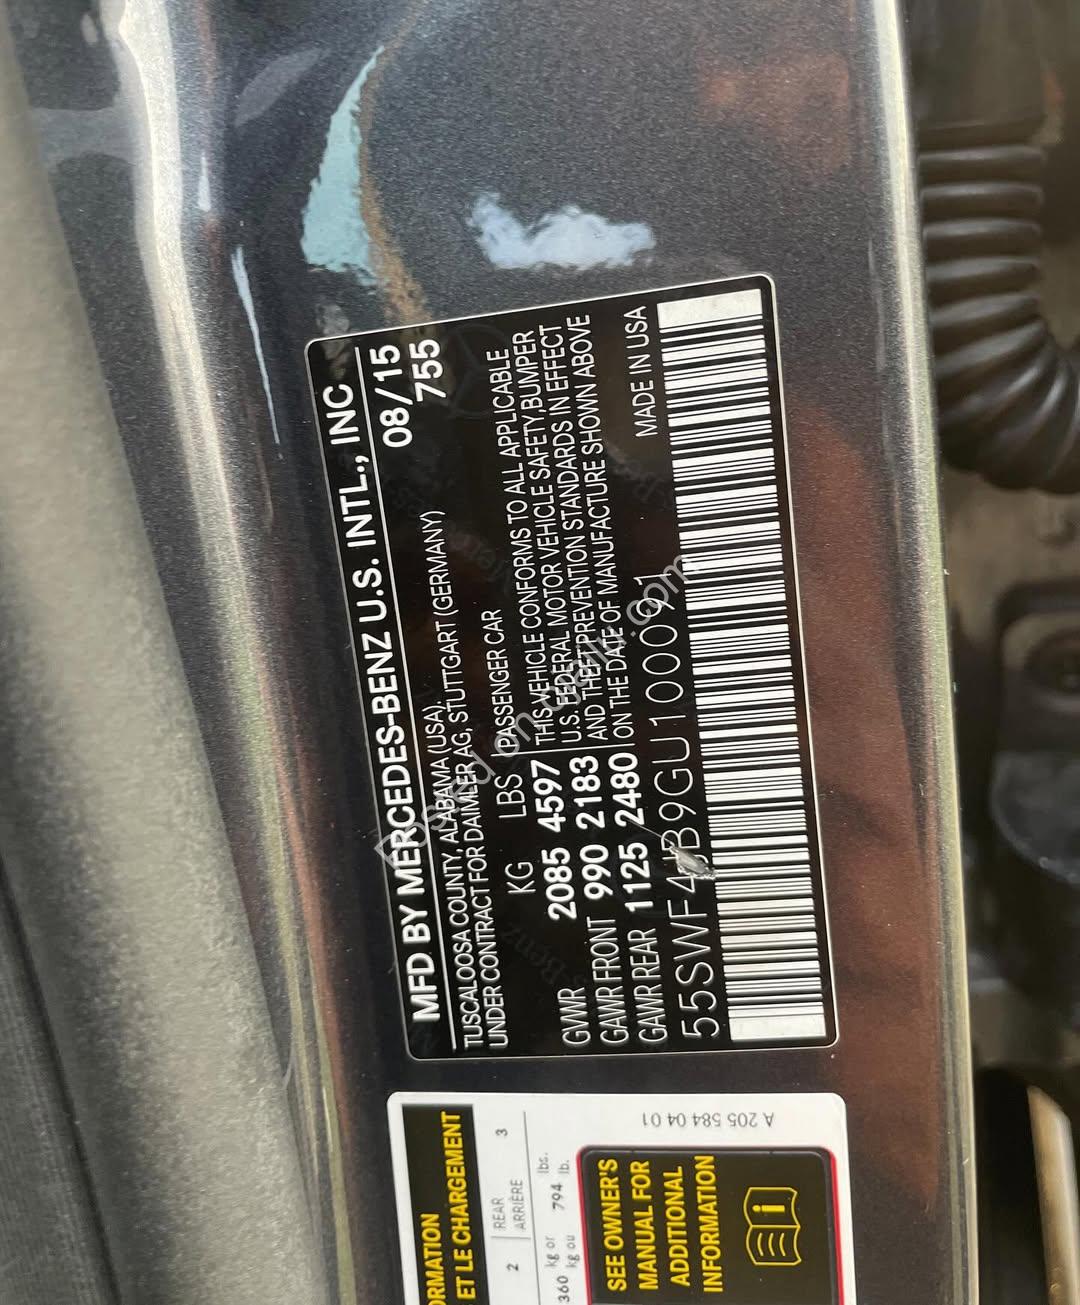 MFD BY MERCEDES-BENZ U.S. INTL., INC
TUSCALOOSA COUNTY, ALABAMA (USA),
UNDER CONTRACT FOR DAIMLER AG, STUTTGART (GERMANY)
08/15
755
KG LBS PASSENGER CAR
GVWR 2085 4597
GAWR FRONT 990 2183
GAWR REAR 1125 2480
THIS VEHICLE CONFORMS TO ALL APPLICABLE
U.S. FEDERAL MOTOR VEHICLE SAFETY, BUMPER
AND THEFT PREVENTION STANDARDS IN EFFECT
ON THE DATE OF MANUFACTURE SHOWN ABOVE
MADE IN USA
55SWF4JB9GU100091
ORMATION
ET LE CHARGEMENT
2 REAR 3
ARRIÈRE
360 kg or 794 lbs.
kg ou lb.
SEE OWNER'S
MANUAL FOR
ADDITIONAL
INFORMATION
A 205 584 04 01